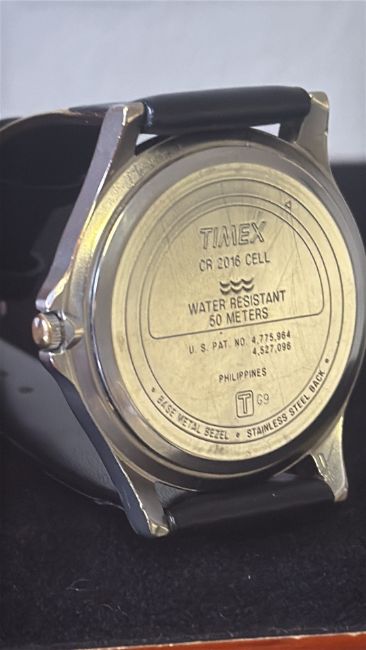 TIMEX
CR 2016 CELL
WATER RESISTANT
50 METERS
U. S. PAT. NO. 4,775,964
4,527,096
PHILIPPINES
T G9
• BASE METAL BEZEL • STAINLESS STEEL BACK •